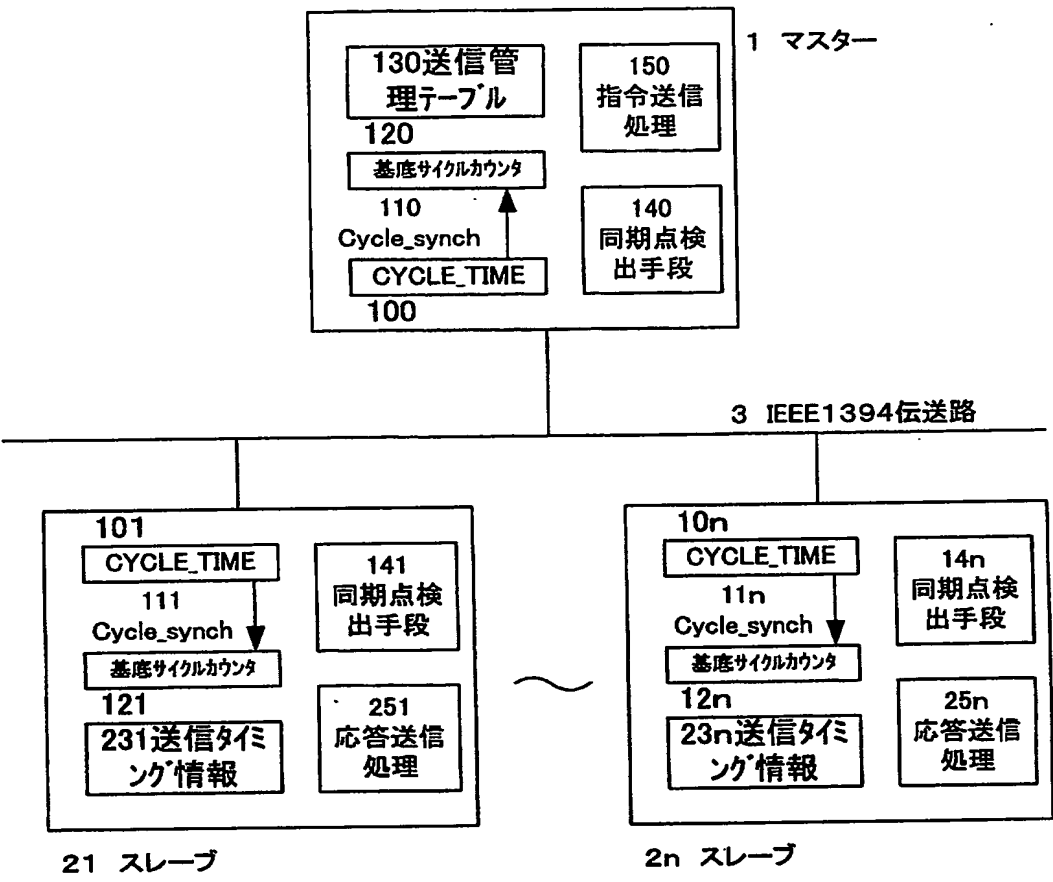 1 マスター
130送信管
理テーブル
150
指令送信
処理
120
基底サイクルカウンタ
110
Cycle_synch
CYCLE_TIME
100
140
同期点検
出手段
3 IEEE1394伝送路
101
CYCLE_TIME
111
Cycle_synch
基底サイクルカウンタ
121
231送信タイミ
ング情報
141
同期点検
出手段
251
応答送信
処理
21 スレーブ
10n
CYCLE_TIME
11n
Cycle_synch
基底サイクルカウンタ
12n
23n送信タイミ
ング情報
14n
同期点検
出手段
25n
応答送信
処理
2n スレーブ